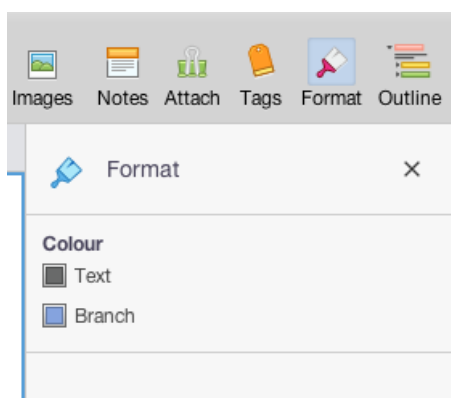 Images Notes Attach Tags Format Outline
Format
Colour
Text
Branch